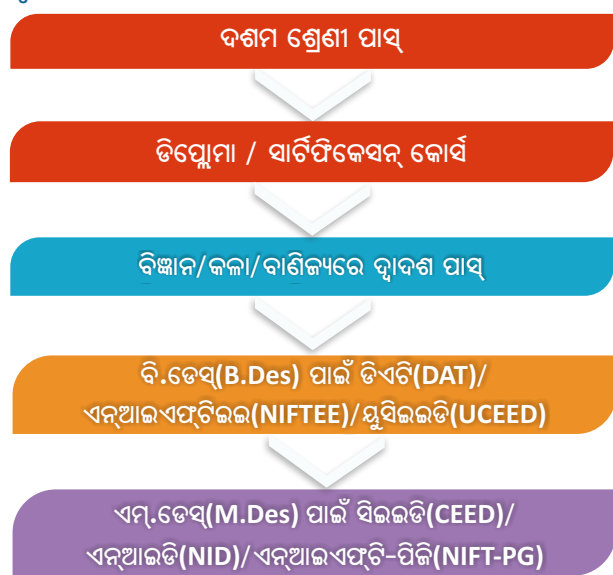 ଦଶମ ଶ୍ରେଣୀ ପାସ୍
ଡିପ୍ଲୋମା / ସାର୍ଟିଫିକେସନ୍ କୋର୍ସ
ବିଜ୍ଞାନ/କଳା/ବାଣିଜ୍ୟରେ ଦ୍ୱାଦଶ ପାସ୍
ବି.ଡେସ୍(B.Des) ପାଇଁ ଡିଏଟି(DAT)/
ଏନ୍ଆଇଏଫ୍ଟିଇଇ(NIFTEE)/ୟୁସିଇଇଡି(UCEED)
ଏମ୍.ଡେସ୍(M.Des) ପାଇଁ ସିଇଇଡି(CEED)/
ଏନ୍ଆଇଡି(NID)/ଏନ୍ଆଇଏଫ୍ଟି-ପିଜି(NIFT-PG)